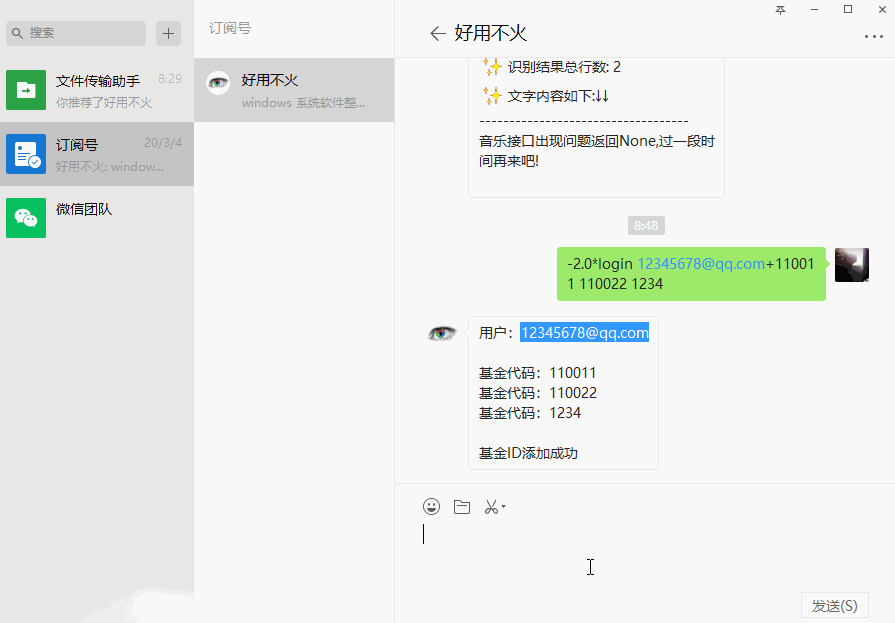 搜索
文件传输助手 8:29
你推荐了好用不火
订阅号 20/3/4
好用不火: window...
微信团队
订阅号
好用不火
windows 系统软件整...
好用不火
✨ 识别结果总行数: 2
✨ 文字内容如下:↓↓
---------------------------------
音乐接口出现问题返回None,过一段时
间再来吧!
8:48
-2.0*login 12345678@qq.com+11001
1 110022 1234
用户：12345678@qq.com
基金代码：110011
基金代码：110022
基金代码：1234
基金ID添加成功
发送(S)